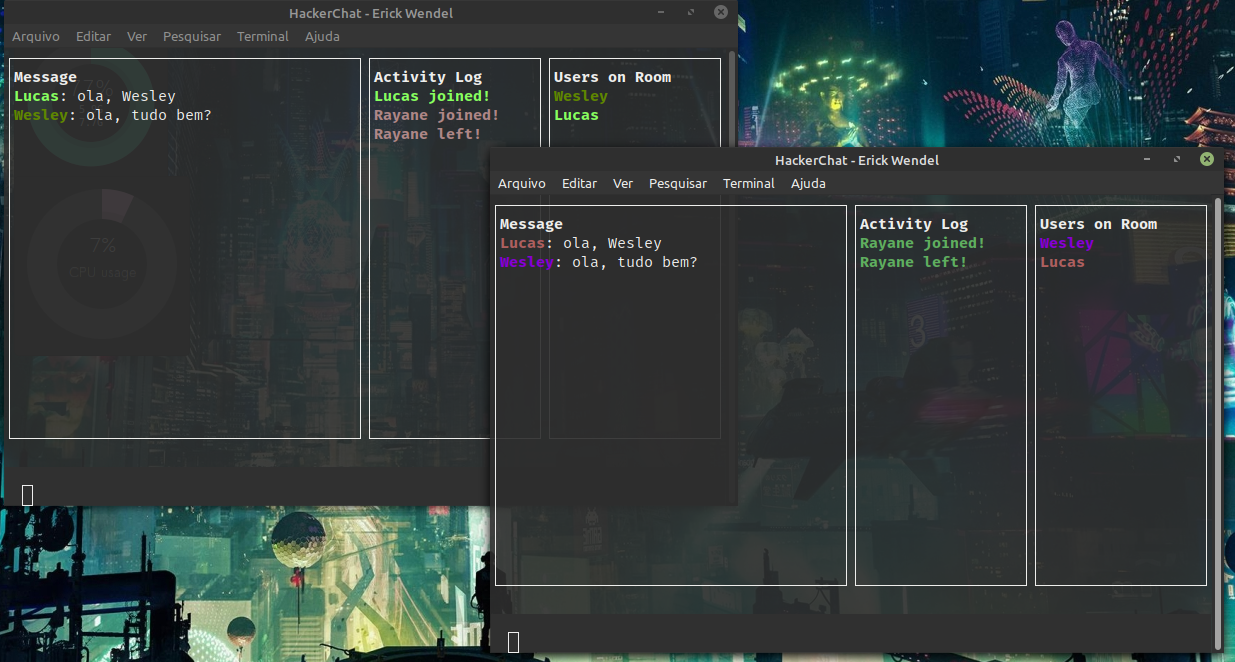 HackerChat - Erick Wendel
Arquivo Editar Ver Pesquisar Terminal Ajuda
Message
Lucas: ola, Wesley
Wesley: ola, tudo bem?
Activity Log
Lucas joined!
Rayane joined!
Rayane left!
Users on Room
Wesley
Lucas
7%
CPU usage
HackerChat - Erick Wendel
Arquivo Editar Ver Pesquisar Terminal Ajuda
Message
Lucas: ola, Wesley
Wesley: ola, tudo bem?
Activity Log
Rayane joined!
Rayane left!
Users on Room
Wesley
Lucas
3